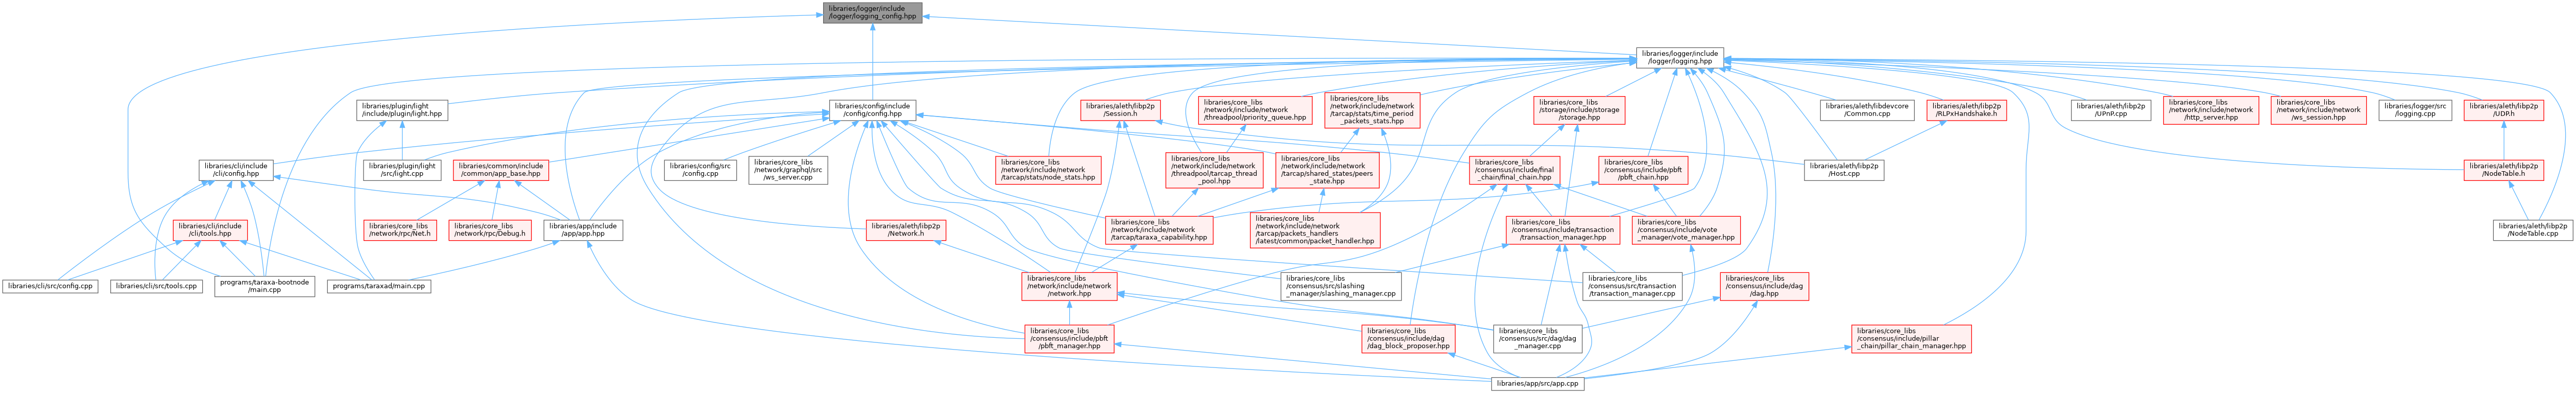 libraries/logger/include
/logger/logging_config.hpp
libraries/logger/include
/logger/logging.hpp
libraries/plugin/light
/include/plugin/light.hpp
libraries/config/include
/config/config.hpp
libraries/aleth/libp2p
/Session.h
libraries/core_libs
/network/include/network
/threadpool/priority_queue.hpp
libraries/core_libs
/network/include/network
/tarcap/stats/time_period
_packets_stats.hpp
libraries/core_libs
/storage/include/storage
/storage.hpp
libraries/aleth/libdevcore
/Common.cpp
libraries/aleth/libp2p
/RLPxHandshake.h
libraries/aleth/libp2p
/UPnP.cpp
libraries/core_libs
/network/include/network
/http_server.hpp
libraries/core_libs
/network/include/network
/ws_session.hpp
libraries/logger/src
/logging.cpp
libraries/aleth/libp2p
/UDP.h
libraries/cli/include
/cli/config.hpp
libraries/plugin/light
/src/light.cpp
libraries/common/include
/common/app_base.hpp
libraries/config/src
/config.cpp
libraries/core_libs
/network/graphql/src
/ws_server.cpp
libraries/core_libs
/network/include/network
/tarcap/stats/node_stats.hpp
libraries/core_libs
/network/include/network
/threadpool/tarcap_thread
_pool.hpp
libraries/core_libs
/network/include/network
/tarcap/shared_states/peers
_state.hpp
libraries/core_libs
/consensus/include/final
_chain/final_chain.hpp
libraries/core_libs
/consensus/include/pbft
/pbft_chain.hpp
libraries/aleth/libp2p
/Host.cpp
libraries/aleth/libp2p
/NodeTable.h
libraries/cli/include
/cli/tools.hpp
libraries/core_libs
/network/rpc/Net.h
libraries/core_libs
/network/rpc/Debug.h
libraries/app/include
/app/app.hpp
libraries/aleth/libp2p
/Network.h
libraries/core_libs
/network/include/network
/tarcap/taraxa_capability.hpp
libraries/core_libs
/network/include/network
/tarcap/packets_handlers
/latest/common/packet_handler.hpp
libraries/core_libs
/consensus/include/transaction
/transaction_manager.hpp
libraries/core_libs
/consensus/include/vote
_manager/vote_manager.hpp
libraries/aleth/libp2p
/NodeTable.cpp
libraries/cli/src/config.cpp
libraries/cli/src/tools.cpp
programs/taraxa-bootnode
/main.cpp
programs/taraxad/main.cpp
libraries/core_libs
/network/include/network
/network.hpp
libraries/core_libs
/consensus/src/slashing
_manager/slashing_manager.cpp
libraries/core_libs
/consensus/src/transaction
/transaction_manager.cpp
libraries/core_libs
/consensus/include/dag
/dag.hpp
libraries/core_libs
/consensus/include/pbft
/pbft_manager.hpp
libraries/core_libs
/consensus/include/dag
/dag_block_proposer.hpp
libraries/core_libs
/consensus/src/dag/dag
_manager.cpp
libraries/core_libs
/consensus/include/pillar
_chain/pillar_chain_manager.hpp
libraries/app/src/app.cpp